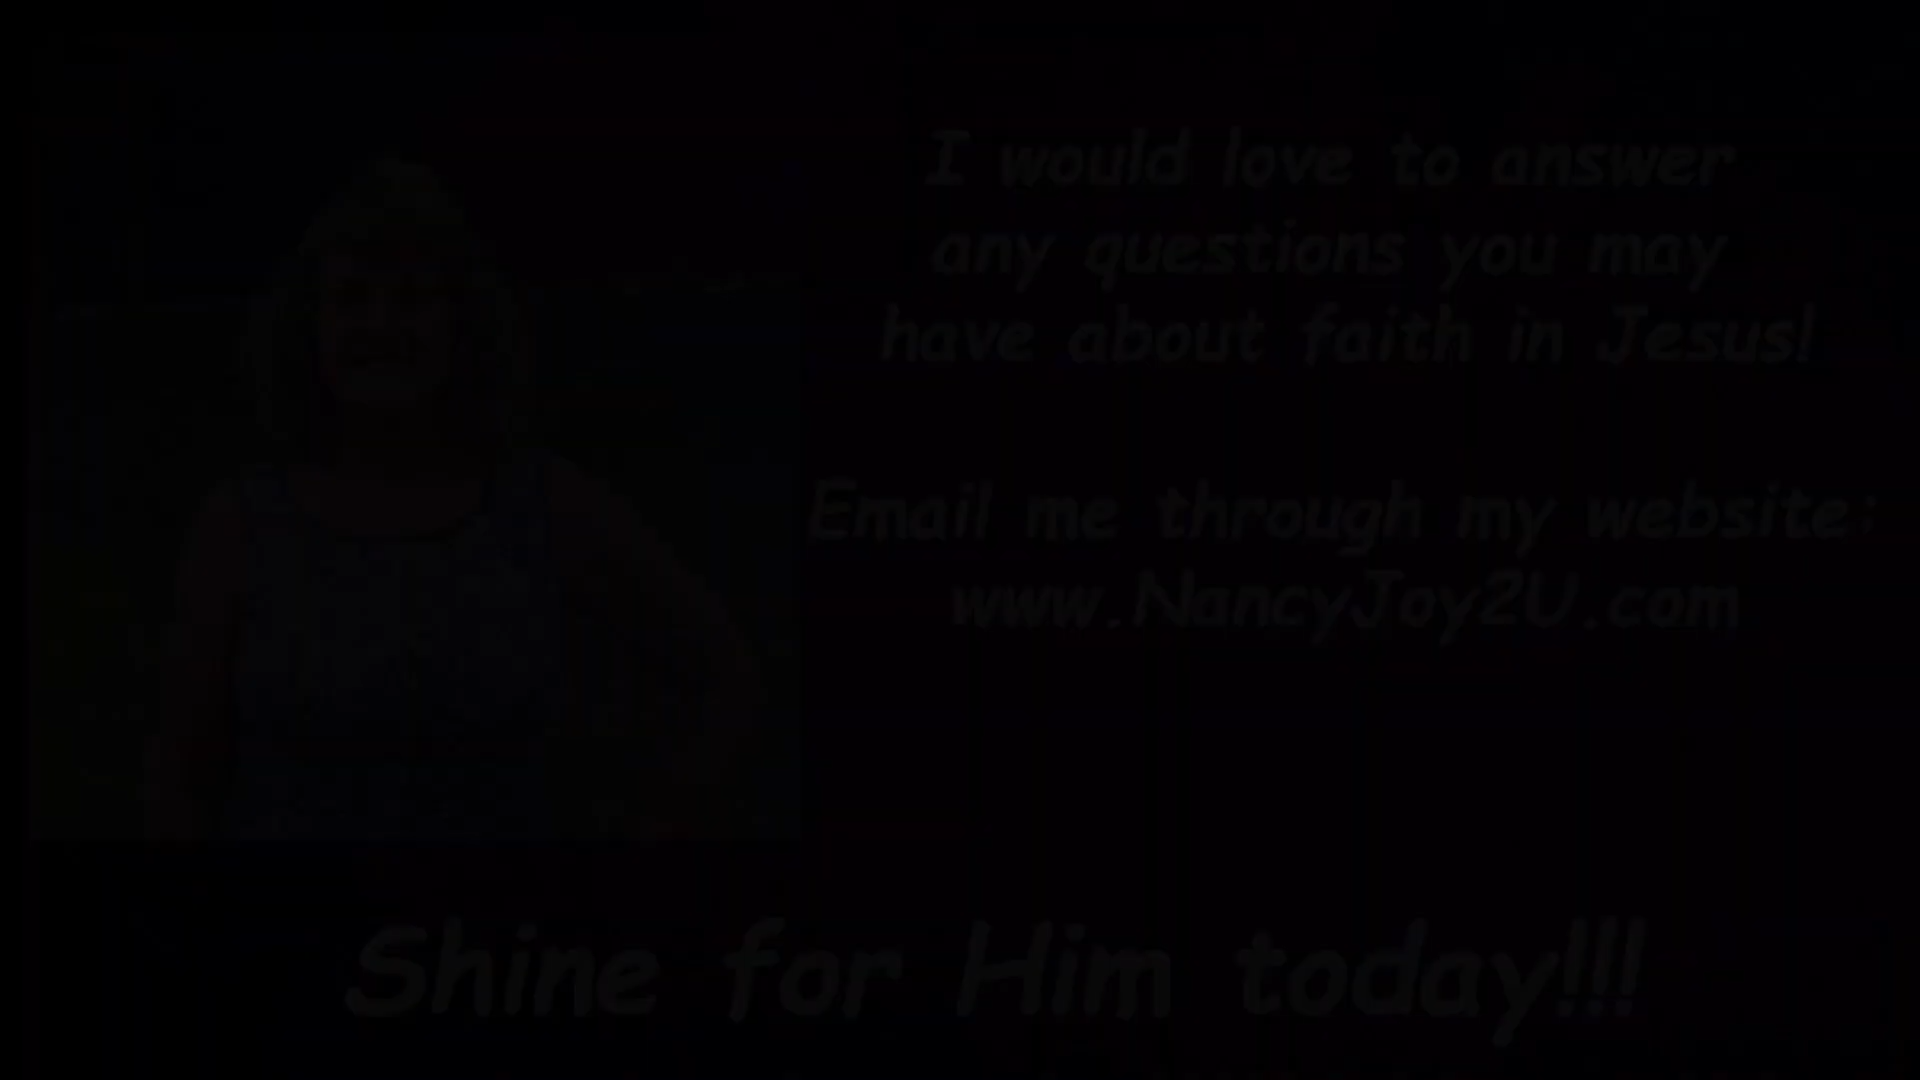 I would love to answer
any questions you may
have about faith in Jesus!
Email me through my website:
www.NancyJoy2U.com
Shine for Him today!!!